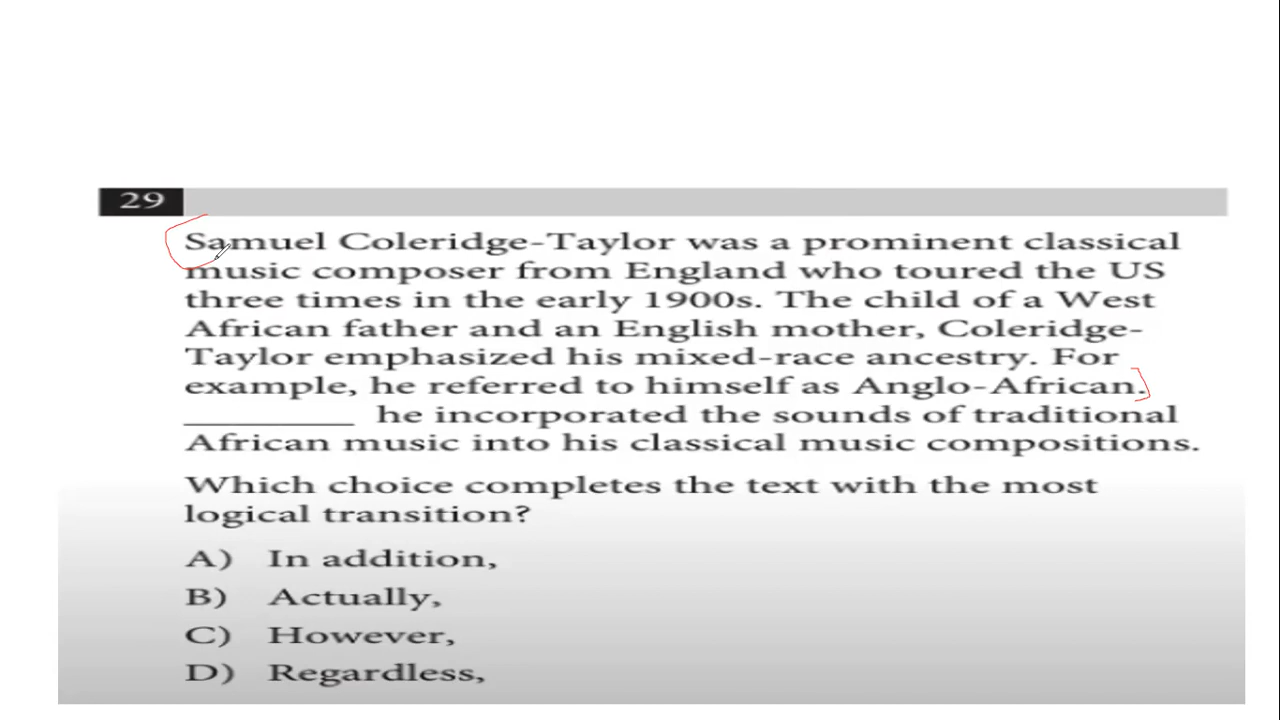 29
Samuel Coleridge-Taylor was a prominent classical
music composer from England who toured the US
three times in the early 1900s. The child of a West
African father and an English mother, Coleridge-
Taylor emphasized his mixed-race ancestry. For
example, he referred to himself as Anglo-African.
__________ he incorporated the sounds of traditional
African music into his classical music compositions.
Which choice completes the text with the most
logical transition?
A) In addition,
B) Actually,
C) However,
D) Regardless,